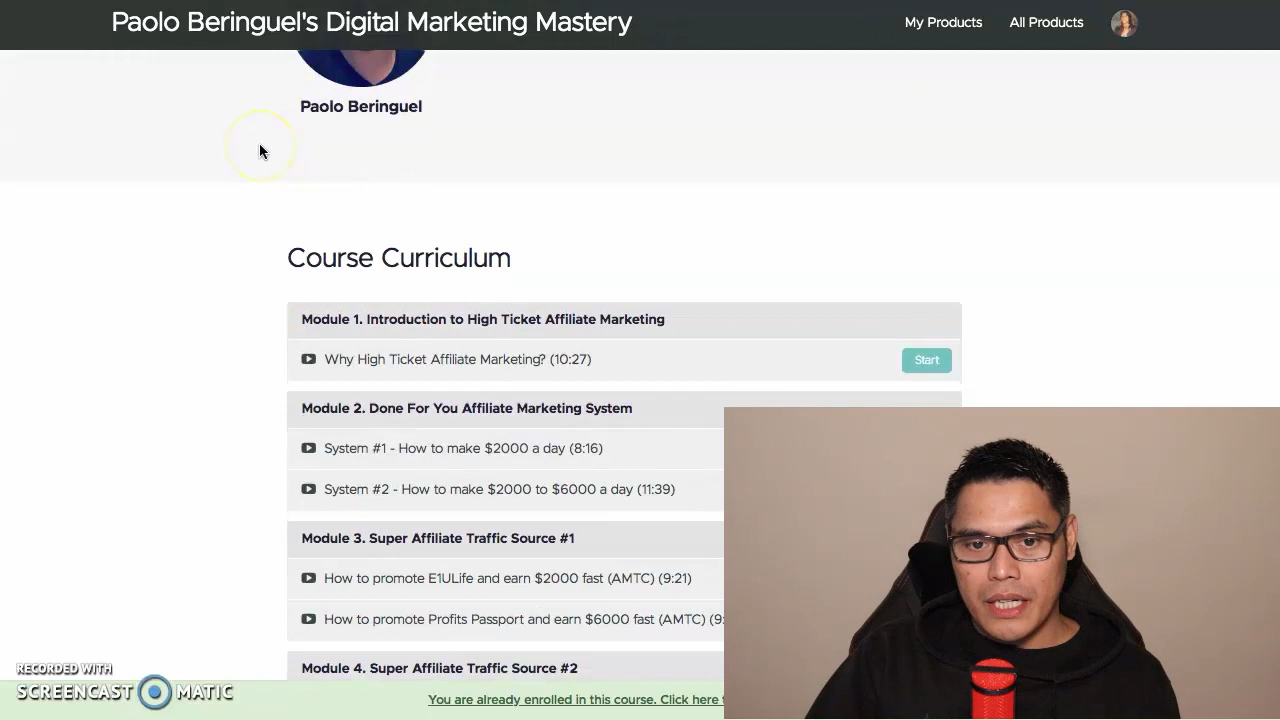 Paolo Beringuel's Digital Marketing Mastery
My Products
All Products
Paolo Beringuel
Course Curriculum
Module 1. Introduction to High Ticket Affiliate Marketing
Why High Ticket Affiliate Marketing? (10:27)
Start
Module 2. Done For You Affiliate Marketing System
System #1 - How to make $2000 a day (8:16)
System #2 - How to make $2000 to $6000 a day (11:39)
Module 3. Super Affiliate Traffic Source #1
How to promote E1ULife and earn $2000 fast (AMTC) (9:21)
How to promote Profits Passport and earn $6000 fast (AMTC) (9:
Module 4. Super Affiliate Traffic Source #2
RECORDED WITH
SCREENCAST MATIC
You are already enrolled in this course. Click here